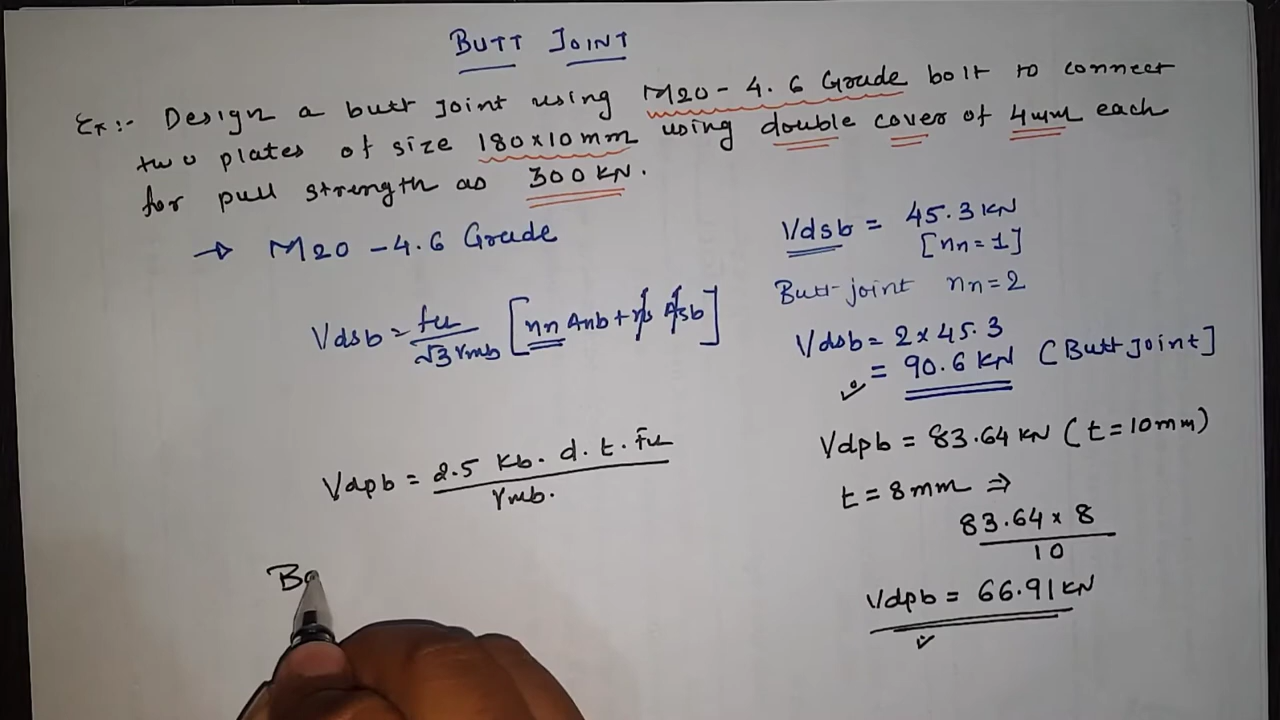 BUTT JOINT
Ex:- Design a butt joint using M20-4.6 Grade bolt to connect
two plates of size 180x10mm using double cover of 4mm each
for pull strength as 300 KN.
→ M20 - 4.6 Grade
Vdsb = fu / √3 γmb [nn Anb + ns Asb]
Vdpb = 2.5 Kb. d. t. fu / γmb.
Bo
Vdsb = 45.3 KN
[nn = 1]
Butt-joint nn = 2
Vdsb = 2 x 45.3
= 90.6 KN (Butt joint]
Vdpb = 83.64 KN (t = 10mm)
t = 8mm ⇒
83.64 x 8
10
Vdpb = 66.91 KN